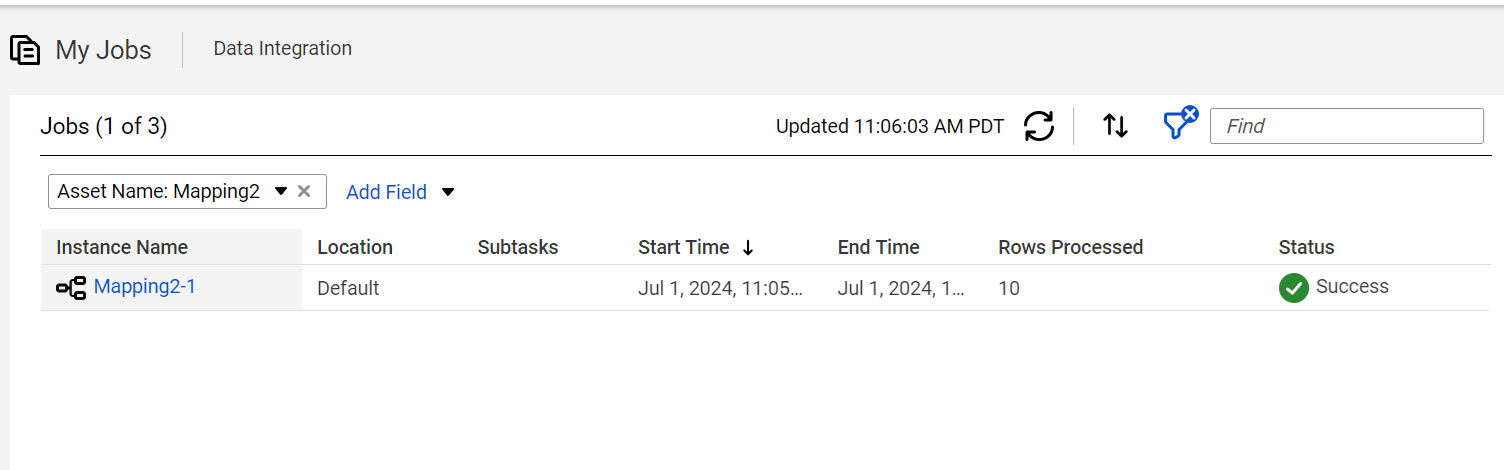 My Jobs
Data Integration
Jobs (1 of 3)
Updated 11:06:03 AM PDT
Find
Asset Name: Mapping2
Add Field
Instance Name Location Subtasks Start Time End Time Rows Processed Status
Mapping2-1 Default Jul 1, 2024, 11:05... Jul 1, 2024, 1... 10 Success